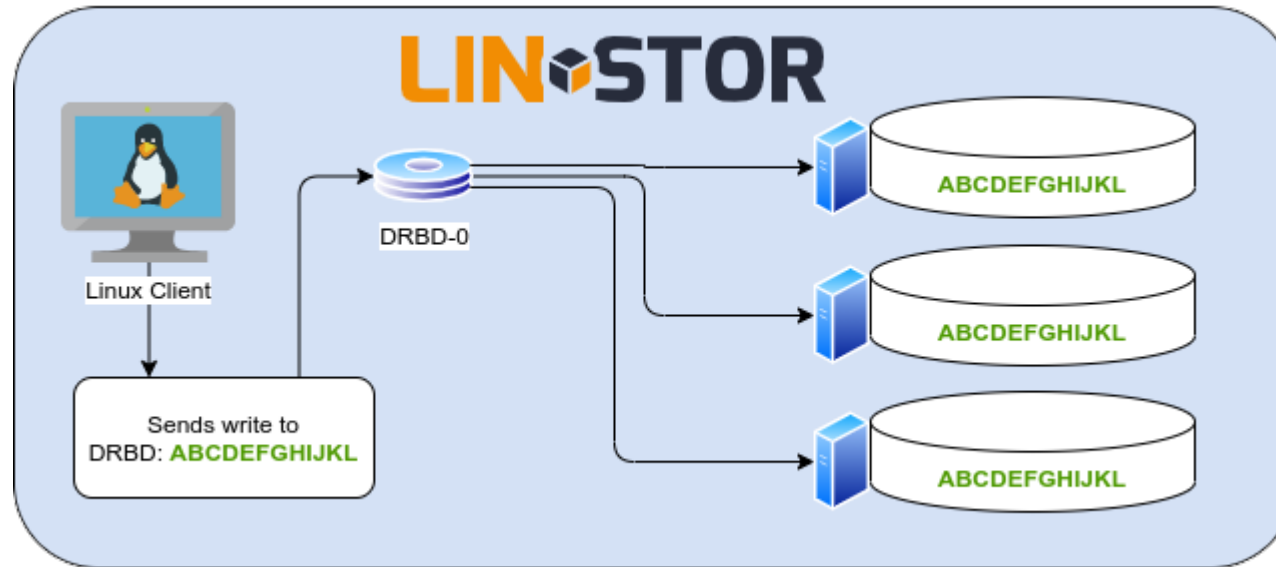 LINSTOR
Linux Client
Sends write to
DRBD: ABCDEFGHIJKL
DRBD-0
ABCDEFGHIJKL
ABCDEFGHIJKL
ABCDEFGHIJKL